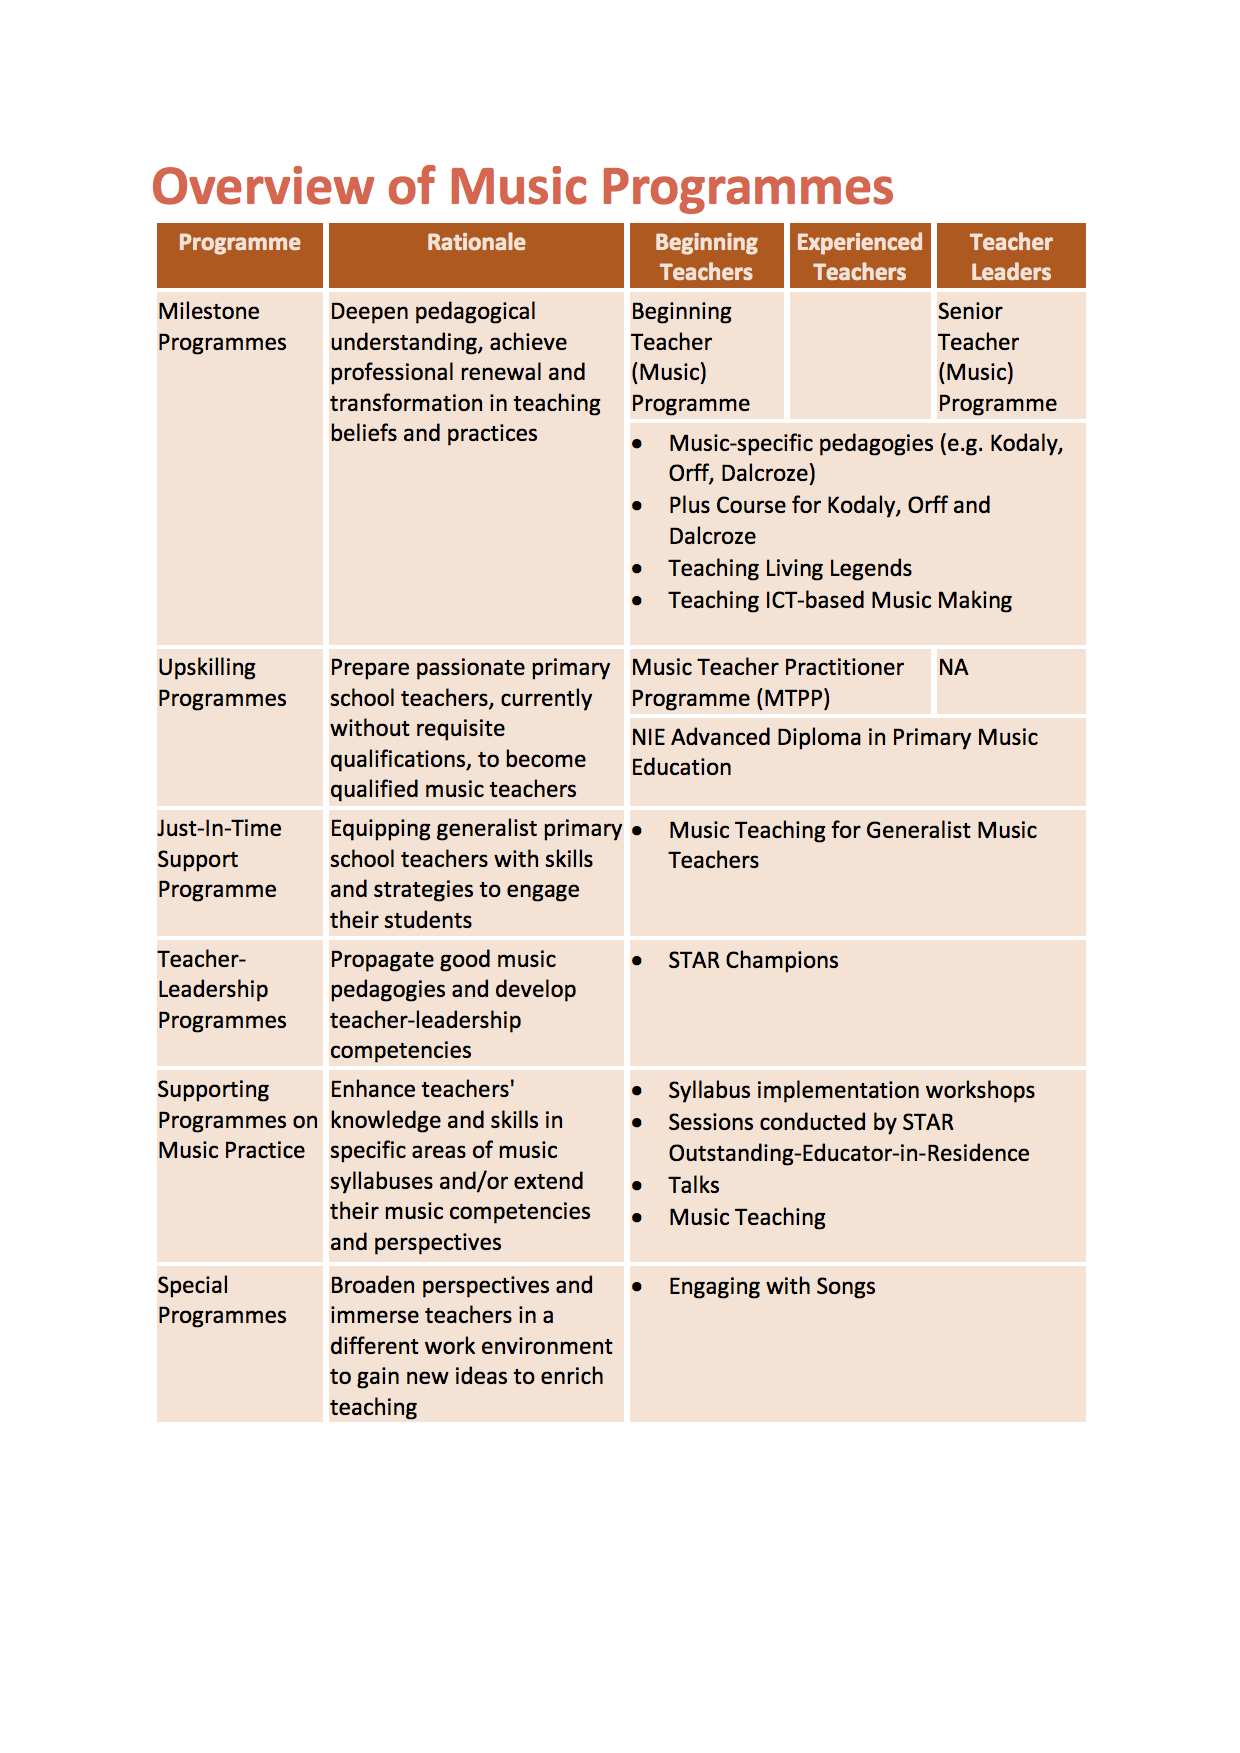 Overview of Music Programmes
Programme
Rationale
Beginning
Teachers
Experienced
Teachers
Teacher
Leaders
Milestone
Programmes
Deepen pedagogical
understanding, achieve
professional renewal and
transformation in teaching
beliefs and practices
Beginning
Teacher
(Music)
Programme
Senior
Teacher
(Music)
Programme
• Music-specific pedagogies (e.g. Kodaly,
Orff, Dalcroze)
• Plus Course for Kodaly, Orff and
Dalcroze
• Teaching Living Legends
• Teaching ICT-based Music Making
Upskilling
Programmes
Prepare passionate primary
school teachers, currently
without requisite
qualifications, to become
qualified music teachers
Music Teacher Practitioner
Programme (MTPP)
NA
NIE Advanced Diploma in Primary Music
Education
Just-In-Time
Support
Programme
Equipping generalist primary
school teachers with skills
and strategies to engage
their students
• Music Teaching for Generalist Music
Teachers
Teacher-
Leadership
Programmes
Propagate good music
pedagogies and develop
teacher-leadership
competencies
• STAR Champions
Supporting
Programmes on
Music Practice
Enhance teachers'
knowledge and skills in
specific areas of music
syllabuses and/or extend
their music competencies
and perspectives
• Syllabus implementation workshops
• Sessions conducted by STAR
Outstanding-Educator-in-Residence
• Talks
• Music Teaching
Special
Programmes
Broaden perspectives and
immerse teachers in a
different work environment
to gain new ideas to enrich
teaching
• Engaging with Songs